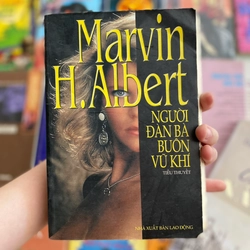 Marvin
H. Albert
NGƯỜI
ĐÀN BÀ
BUÔN
VŨ KHÍ
TIỂU THUYẾT
NHÀ XUẤT BẢN LAO ĐỘNG